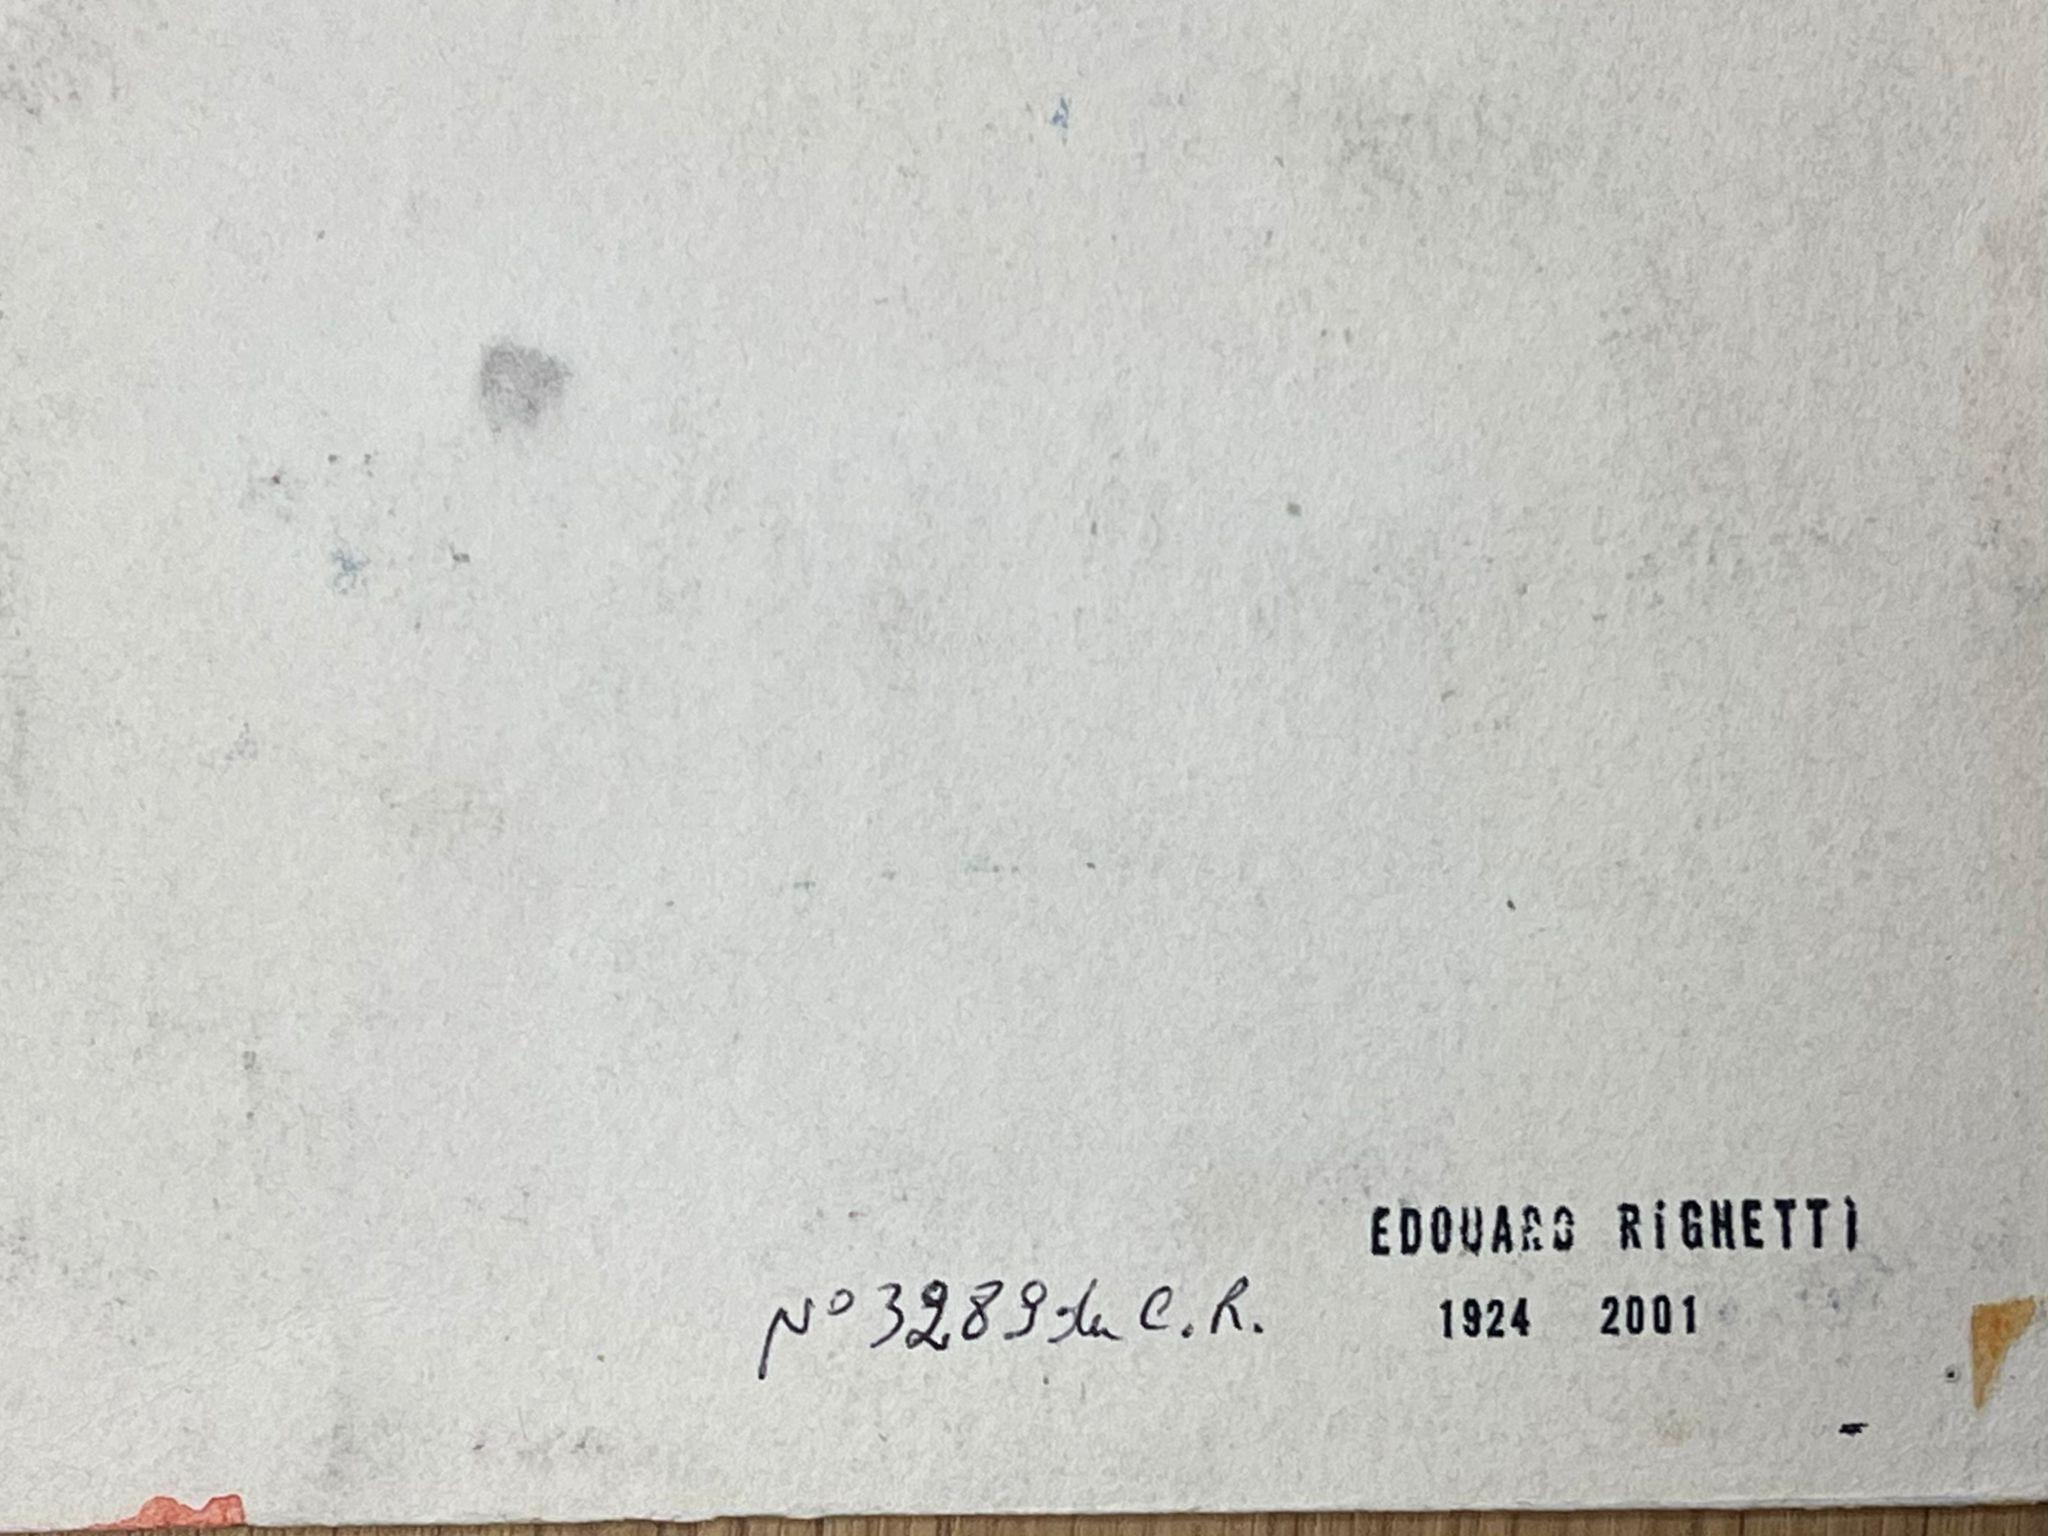 EDOUARD RiGHETTi
N° 3289 du C.R.
1924 2001